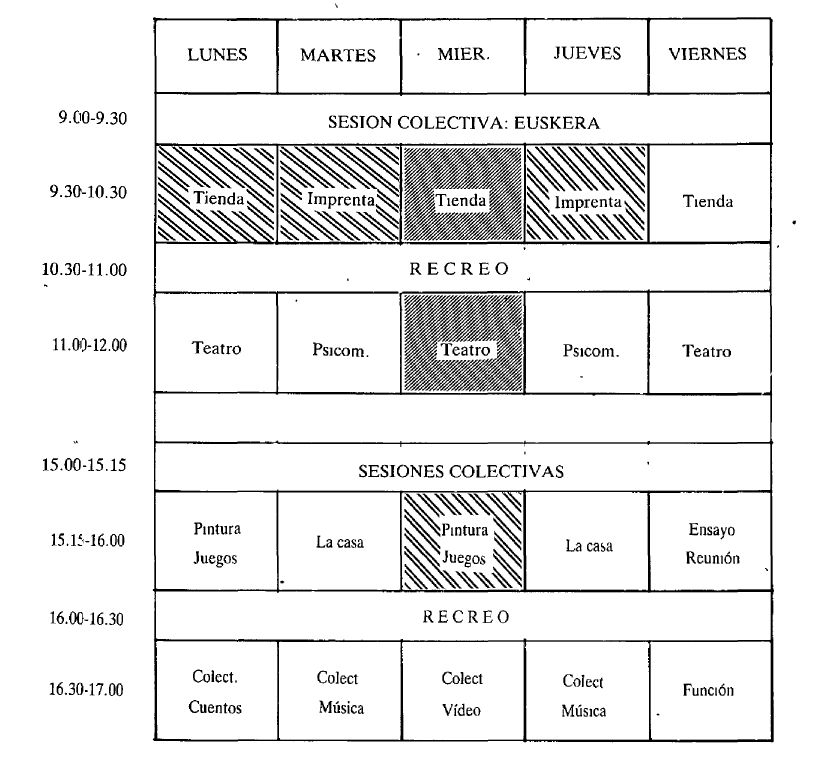 LUNES MARTES MIER. JUEVES VIERNES
9.00-9.30 SESION COLECTIVA: EUSKERA
9.30-10.30 Tienda Imprenta Tienda Imprenta Tienda
10.30-11.00 RECREO
11.00-12.00 Teatro Psicom. Teatro Psicom. Teatro
15.00-15.15 SESIONES COLECTIVAS
15.15-16.00 Pintura Juegos La casa Pintura Juegos La casa Ensayo Reunión
16.00-16.30 RECREO
16.30-17.00 Colect. Cuentos Colect Música Colect Vídeo Colect Música Función